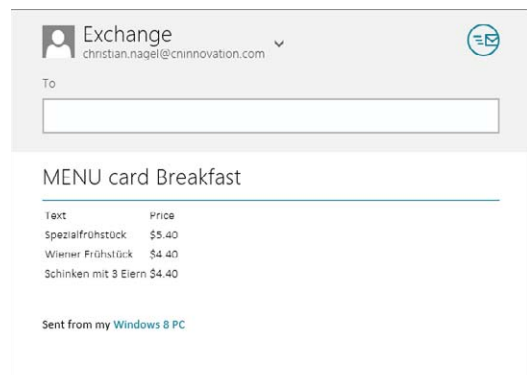 Exchange
christian.nagel@cninnovation.com
To
MENU card Breakfast
Text Price
Spezialfrühstück $5.40
Wiener Frühstück $4.40
Schinken mit 3 Eiern $4.40
Sent from my Windows 8 PC